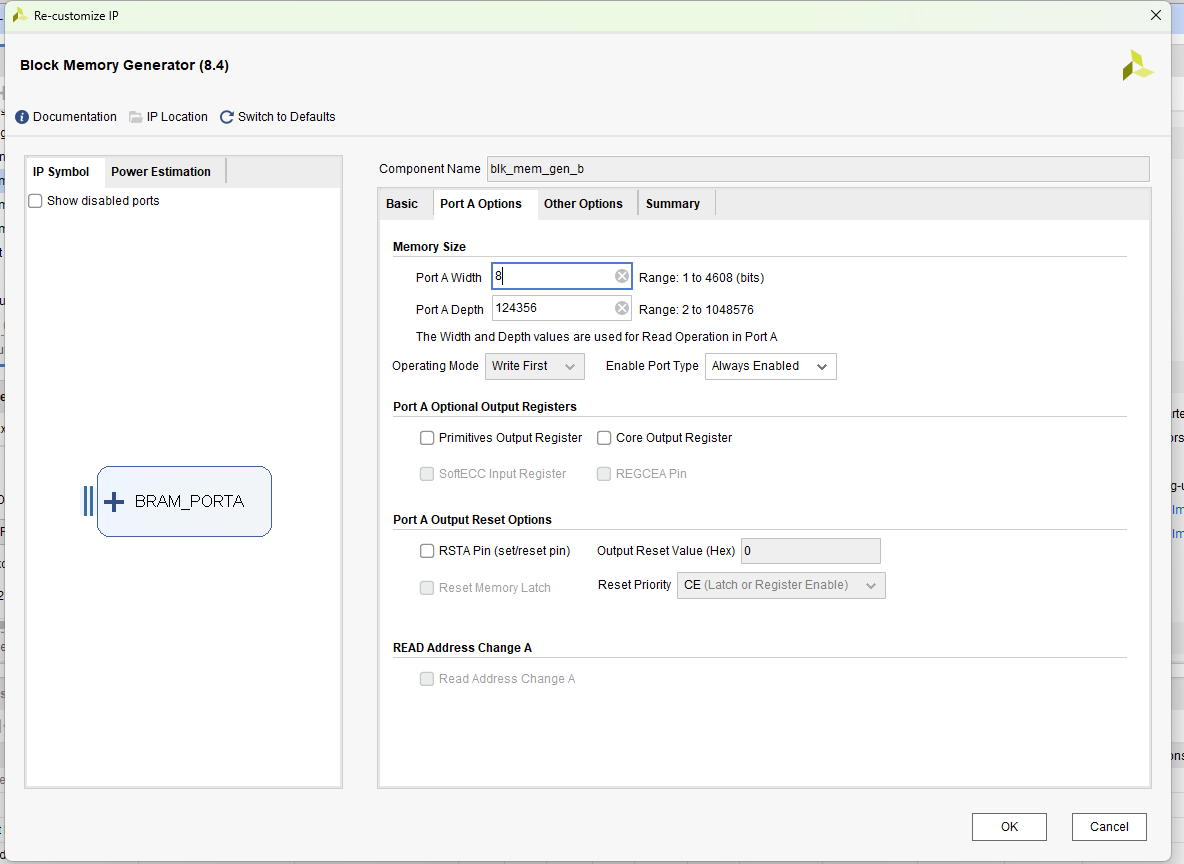 Re-customize IP
Block Memory Generator (8.4)
Documentation IP Location Switch to Defaults
IP Symbol Power Estimation
Show disabled ports
BRAM_PORTA
Component Name blk_mem_gen_b
Basic Port A Options Other Options Summary
Memory Size
Port A Width 8 Range: 1 to 4608 (bits)
Port A Depth 124356 Range: 2 to 1048576
The Width and Depth values are used for Read Operation in Port A
Operating Mode Write First Enable Port Type Always Enabled
Port A Optional Output Registers
Primitives Output Register Core Output Register
SoftECC Input Register REGCEA Pin
Port A Output Reset Options
RSTA Pin (set/reset pin) Output Reset Value (Hex) 0
Reset Memory Latch Reset Priority CE (Latch or Register Enable)
READ Address Change A
Read Address Change A
OK Cancel